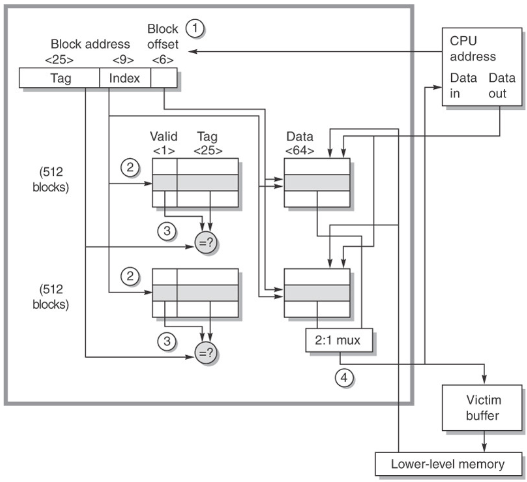 Block address
<25>
<9>
Block
offset
<6>
1
Tag
Index
CPU
address
Data
in
Data
out
Valid
<1>
Tag
<25>
Data
<64>
(512
blocks)
2
3
=?
(512
blocks)
2
3
=?
2:1 mux
4
Victim
buffer
Lower-level memory